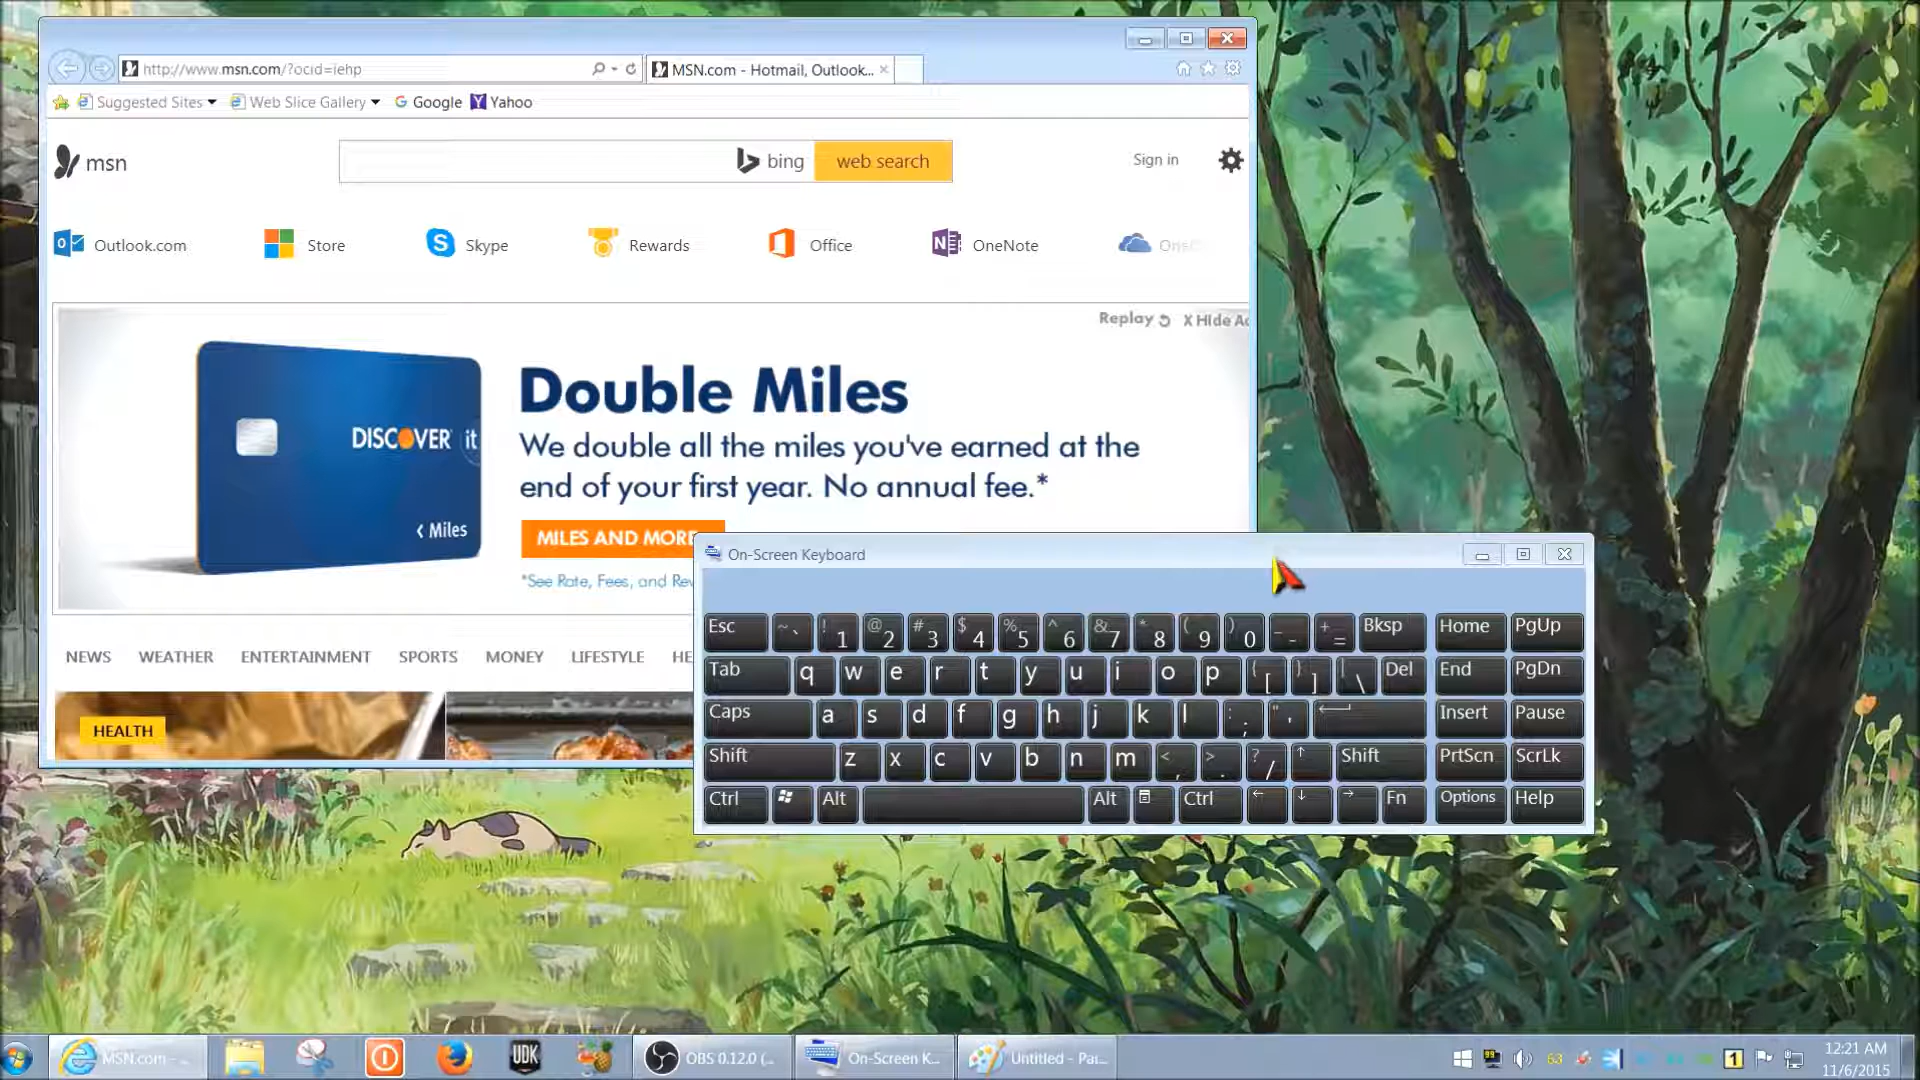 http://www.msn.com/?ocid=iehp
MSN.com - Hotmail, Outlook...
Suggested Sites
Web Slice Gallery
Google
Yahoo
msn
bing
web search
Sign in
Outlook.com
Store
Skype
Rewards
Office
OneNote
Replay
X Hide Ad
DISCOVER it
Miles
Double Miles
We double all the miles you've earned at the
end of your first year. No annual fee.*
MILES AND MORE
*See Rate, Fees, and Rew
NEWS WEATHER ENTERTAINMENT SPORTS MONEY LIFESTYLE HE
HEALTH
On-Screen Keyboard
Esc ~ ` ! 1 @ 2 # 3 $ 4 % 5 ^ 6 & 7 * 8 ( 9 ) 0 _ - + = Bksp Home PgUp
Tab q w e r t y u i o p { [ } ] | \ Del End PgDn
Caps a s d f g h j k l : ; " ' Insert Pause
Shift z x c v b n m < , > . ? / ↑ Shift PrtScn ScrLk
Ctrl Alt Alt Ctrl ← ↓ → Fn Options Help
MSN.com - ...
UDK
OBS 0.12.0 (...
On-Screen K...
Untitled - Pai...
99
63
1
12:21 AM
11/6/2015